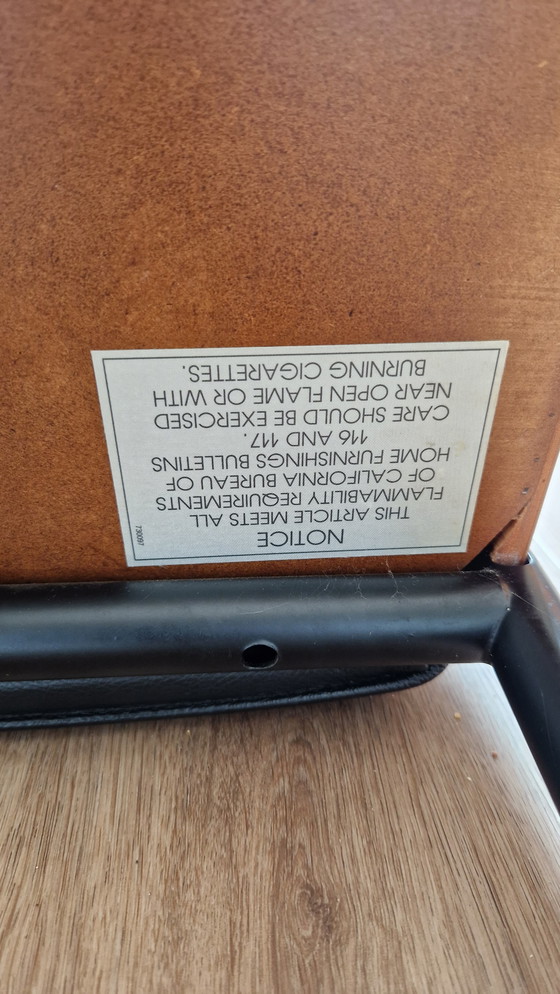 NOTICE
THIS ARTICLE MEETS ALL
FLAMMABILITY REQUIREMENTS
OF CALIFORNIA BUREAU OF
HOME FURNISHINGS BULLETINS
116 AND 117.
CARE SHOULD BE EXERCISED
NEAR OPEN FLAME OR WITH
BURNING CIGARETTES.
730097